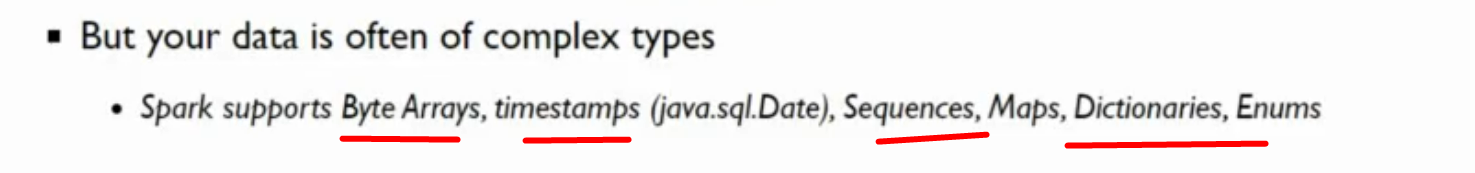 But your data is often of complex types
Spark supports Byte Arrays, timestamps (java.sql.Date), Sequences, Maps, Dictionaries, Enums